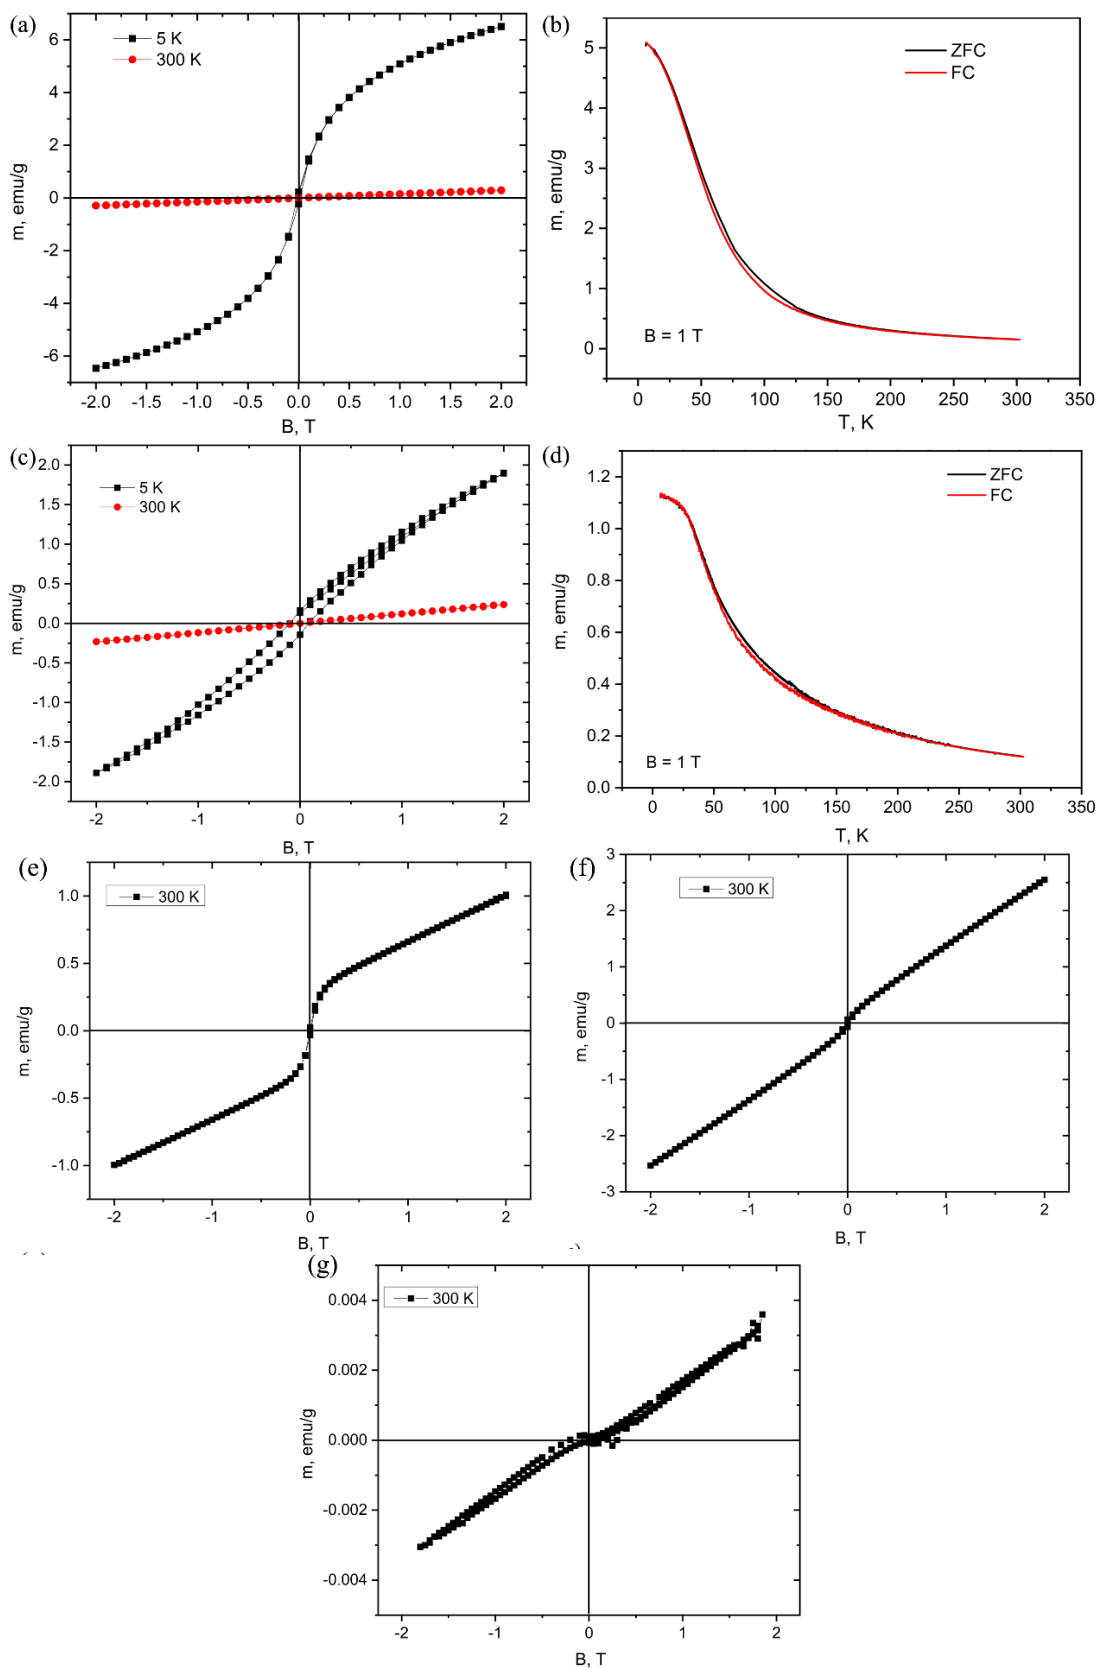 (a)
5 K
300 K
6
4
2
0
-2
-4
-6
m, emu/g
-2.0 -1.5 -1.0 -0.5 0.0 0.5 1.0 1.5 2.0
B, T
(b)
ZFC
FC
5
4
3
2
1
0
m, emu/g
B = 1 T
0 50 100 150 200 250 300 350
T, K
(c)
5 K
300 K
2.0
1.5
1.0
0.5
0.0
-0.5
-1.0
-1.5
-2.0
m, emu/g
-2 -1 0 1 2
B, T
(d)
ZFC
FC
1.2
1.0
0.8
0.6
0.4
0.2
0.0
m, emu/g
B = 1 T
0 50 100 150 200 250 300 350
T, K
(e)
300 K
1.0
0.5
0.0
-0.5
-1.0
m, emu/g
-2 -1 0 1 2
B, T
(f)
300 K
3
2
1
0
-1
-2
-3
m, emu/g
-2 -1 0 1 2
B, T
(g)
300 K
0.004
0.002
0.000
-0.002
-0.004
m, emu/g
-2 -1 0 1 2
B, T